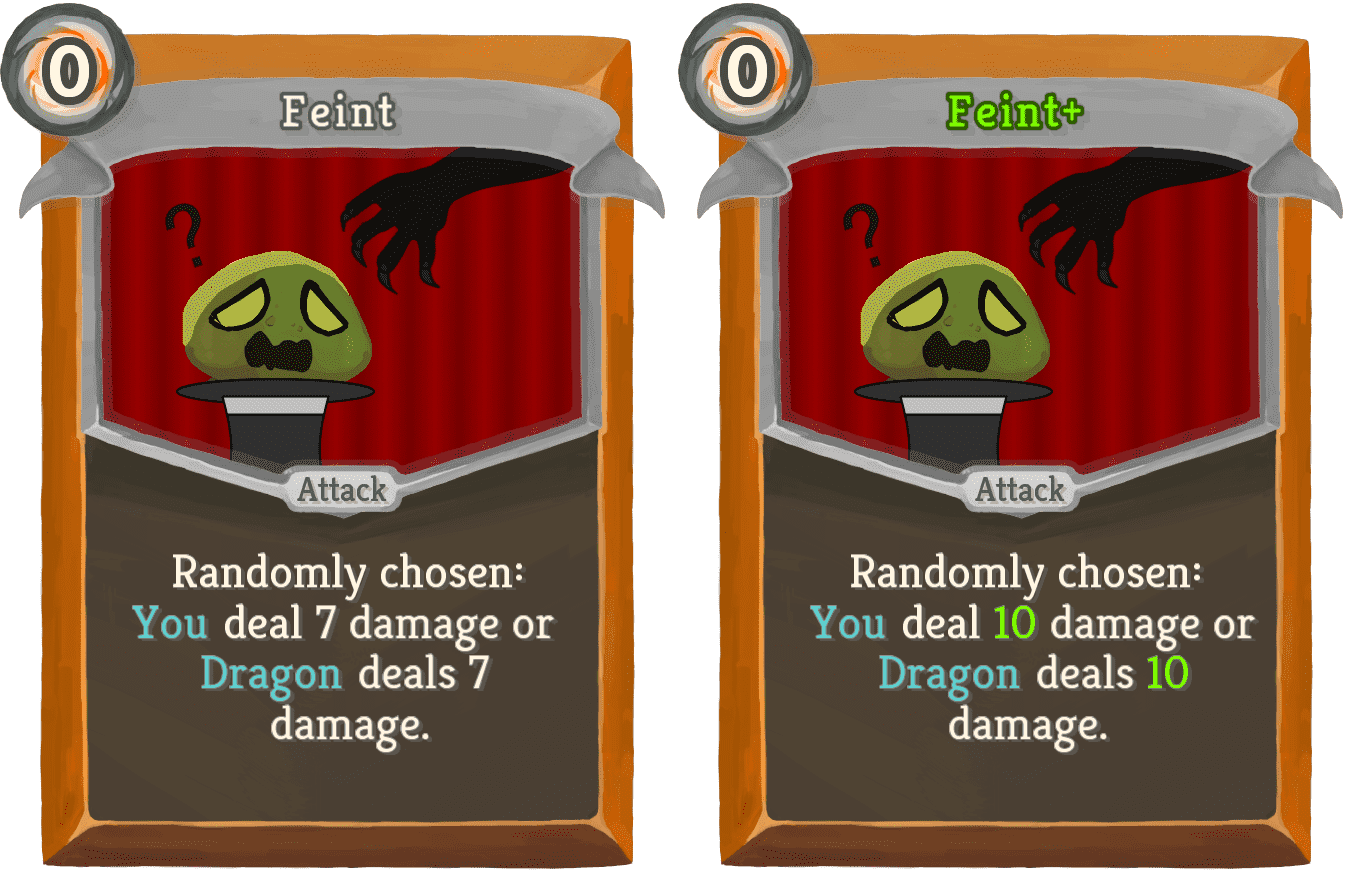 0
Feint
?
Attack
Randomly chosen:
You deal 7 damage or
Dragon deals 7
damage.
0
Feint+
?
Attack
Randomly chosen:
You deal 10 damage or
Dragon deals 10
damage.